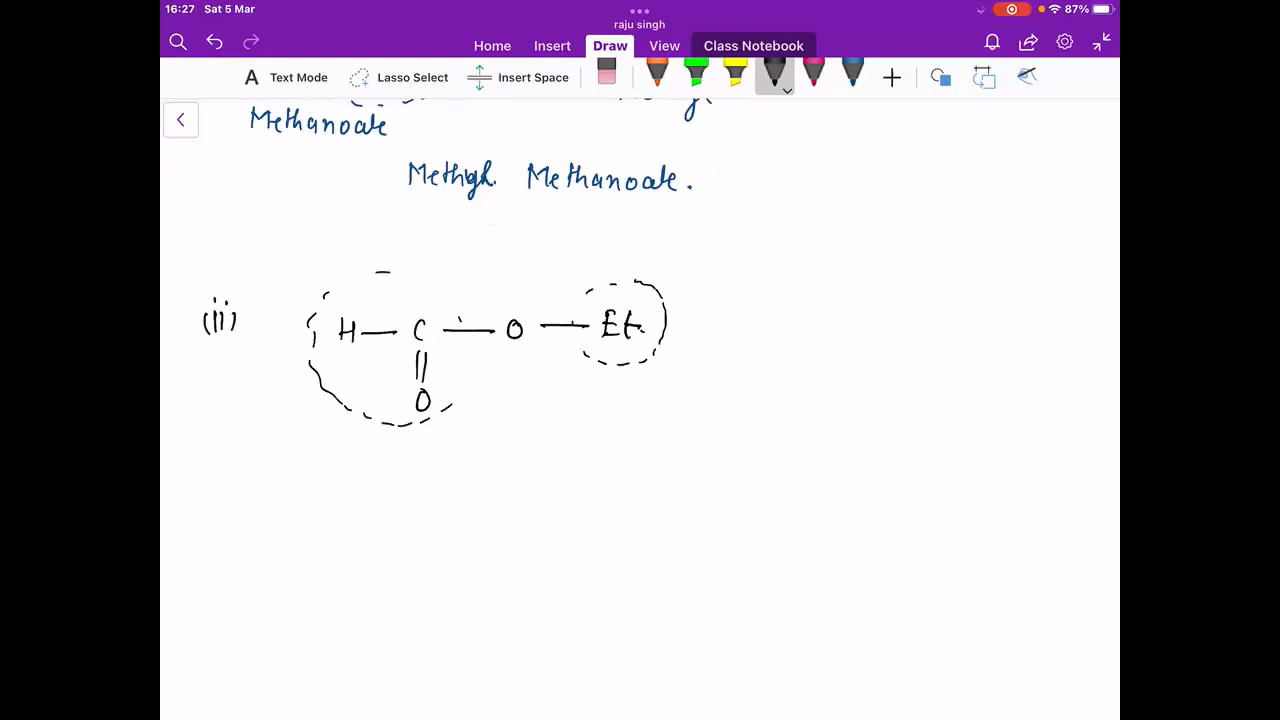 16:27 Sat 5 Mar
87%
raju singh
Home Insert Draw View Class Notebook
A Text Mode Lasso Select Insert Space
Methanoate
Methyl Methanoate.
(ii) H — C — O — Et
O